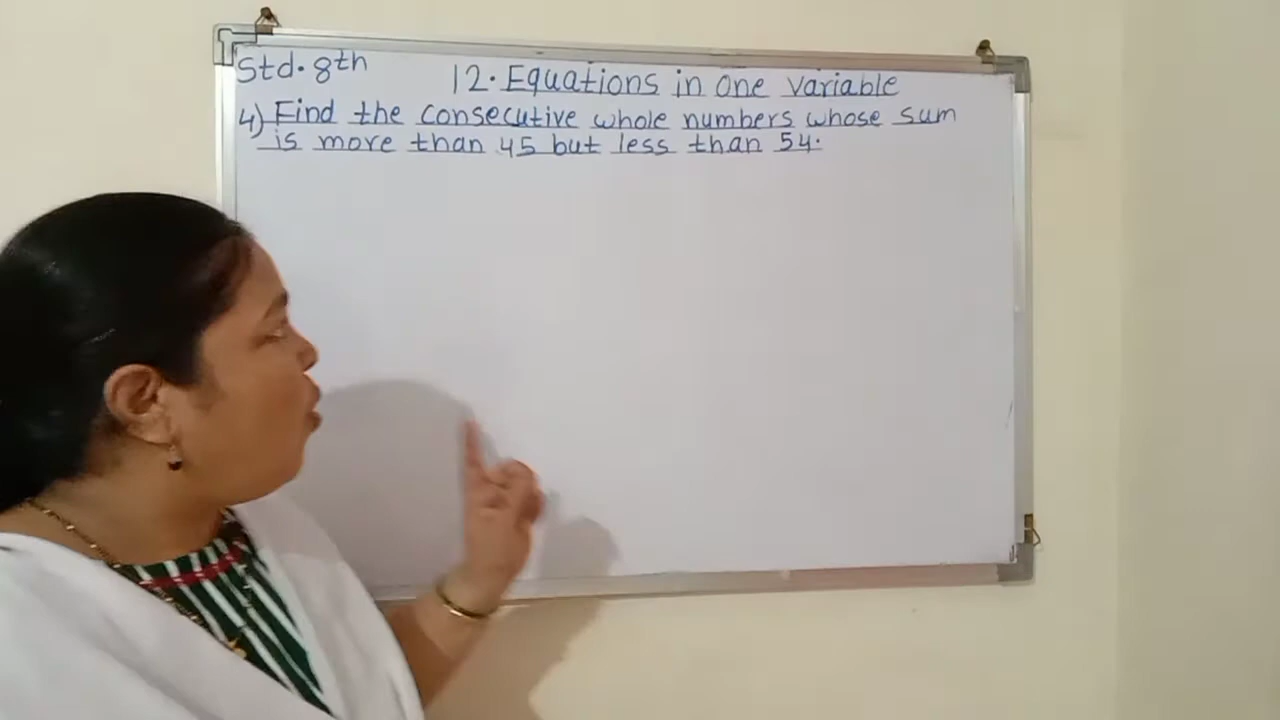 Std. 8th
12. Equations in one variable
4) Find the consecutive whole numbers whose sum
is more than 45 but less than 54.